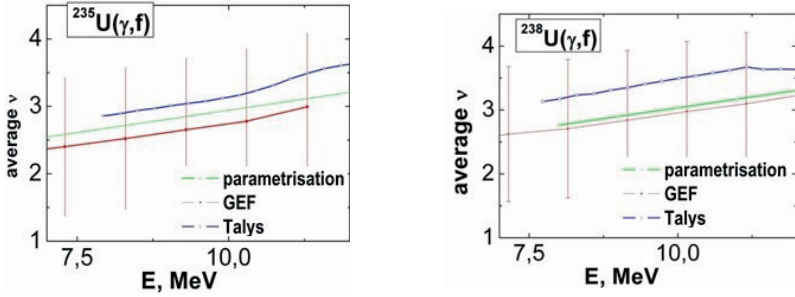 ²³⁵U(γ,f)
4
3
2
1
average ν
parametrisation
GEF
Talys
7,5
10,0
E, MeV
²³⁸U(γ,f)
4
3
2
1
average ν
parametrisation
GEF
Talys
7,5
10,0
E, MeV